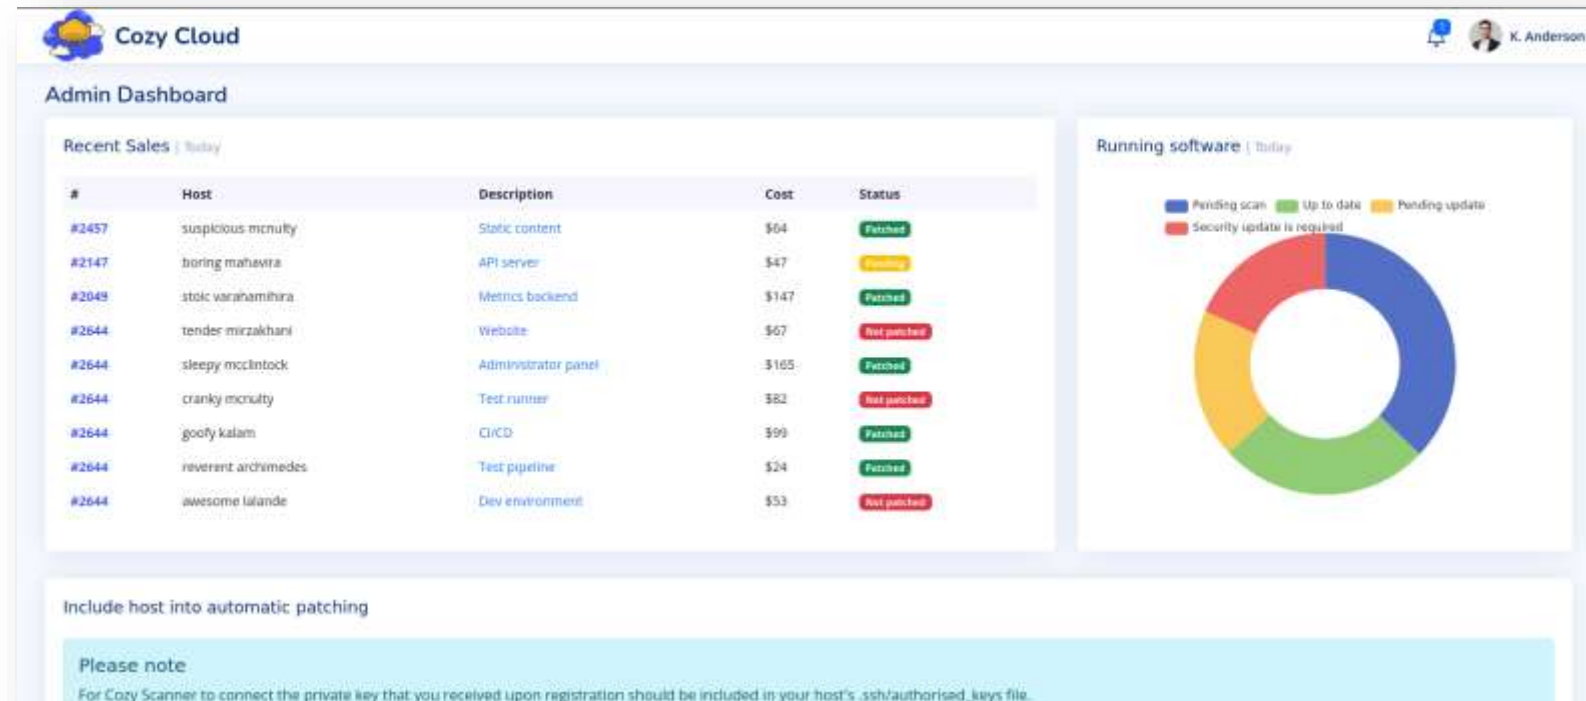 Cozy Cloud
K. Anderson
Admin Dashboard
Recent Sales | Today
# Host Description Cost Status
#2457 suspicious mcnulty Static content $64 Patched
#2147 boring mahavira API server $47 Pending
#2049 stoic varahamihira Metrics backend $147 Patched
#2644 tender mirzakhani Website $67 Not patched
#2644 sleepy mcclintock Administrator panel $165 Patched
#2644 cranky mcnulty Test runner $82 Not patched
#2644 goofy kalam CI/CD $99 Patched
#2644 reverent archimedes Test pipeline $24 Patched
#2644 awesome lalande Dev environment $53 Not patched
Running software | Today
Pending scan Up to date Pending update
Security update is required
Include host into automatic patching
Please note
For Cozy Scanner to connect the private key that you received upon registration should be included in your host's .ssh/authorised_keys file.